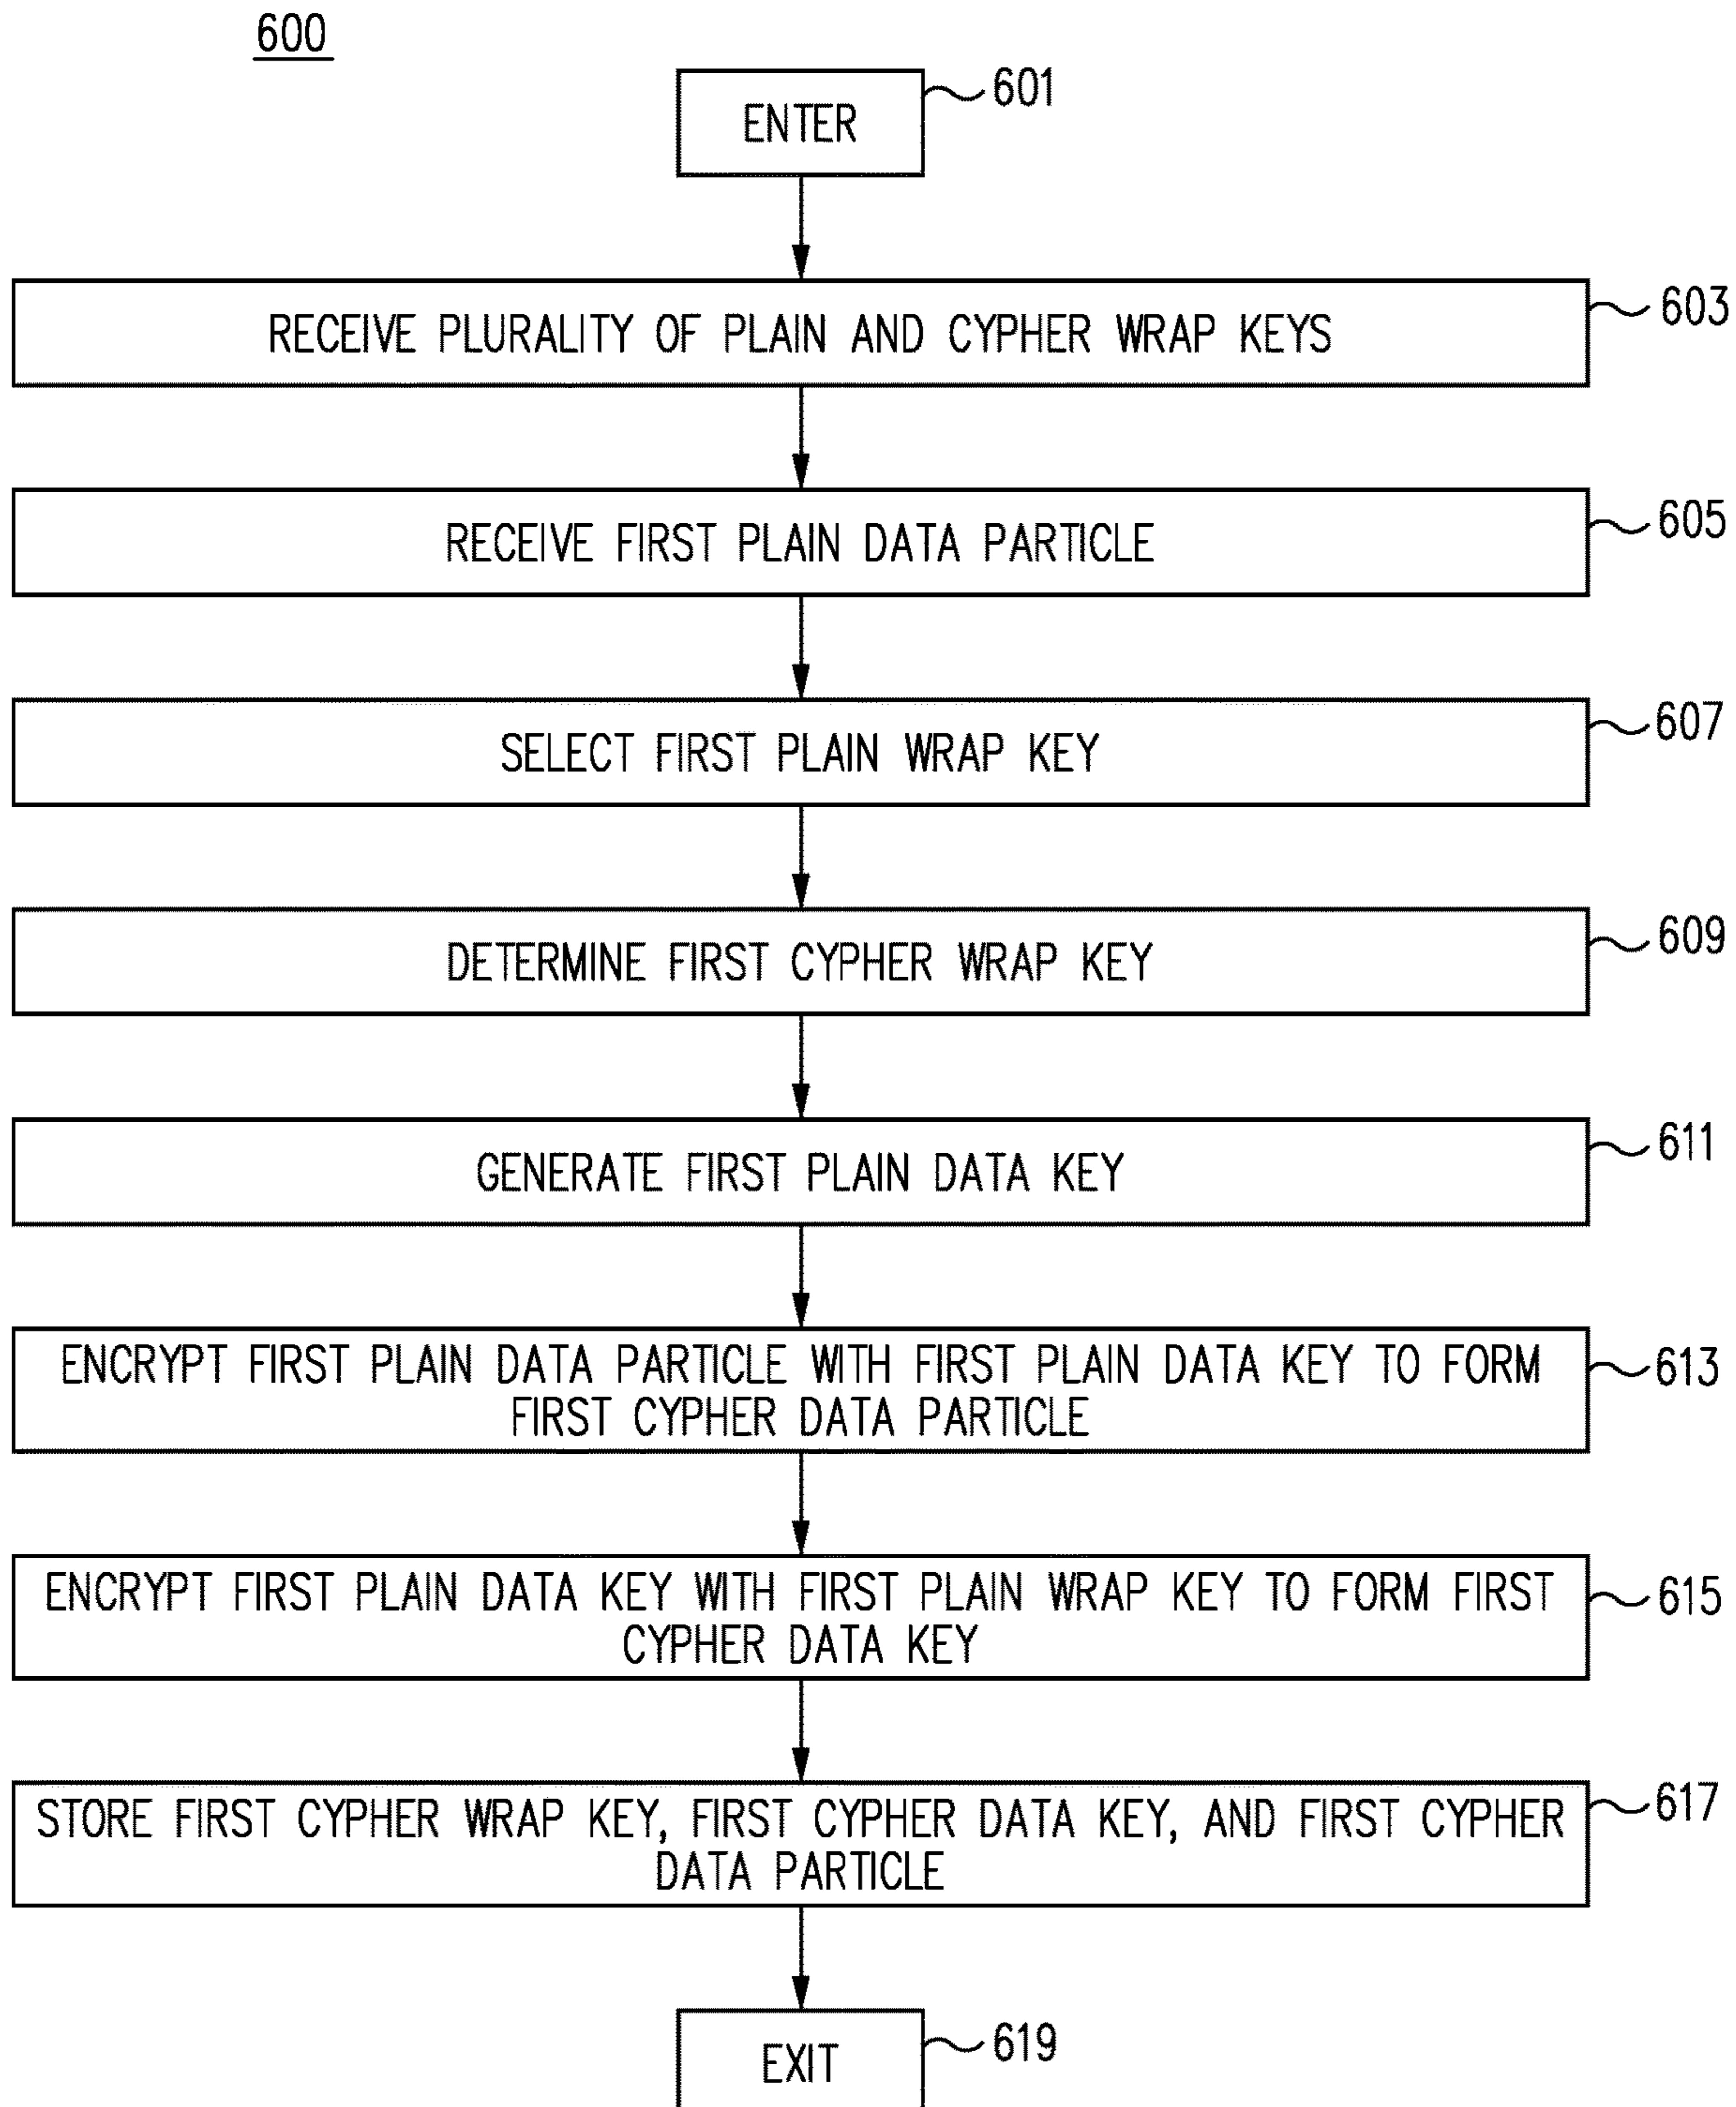 600
ENTER
601
RECEIVE PLURALITY OF PLAIN AND CYPHER WRAP KEYS
603
RECEIVE FIRST PLAIN DATA PARTICLE
605
SELECT FIRST PLAIN WRAP KEY
607
DETERMINE FIRST CYPHER WRAP KEY
609
GENERATE FIRST PLAIN DATA KEY
611
ENCRYPT FIRST PLAIN DATA PARTICLE WITH FIRST PLAIN DATA KEY TO FORM
FIRST CYPHER DATA PARTICLE
613
ENCRYPT FIRST PLAIN DATA KEY WITH FIRST PLAIN WRAP KEY TO FORM FIRST
CYPHER DATA KEY
615
STORE FIRST CYPHER WRAP KEY, FIRST CYPHER DATA KEY, AND FIRST CYPHER
DATA PARTICLE
617
EXIT
619